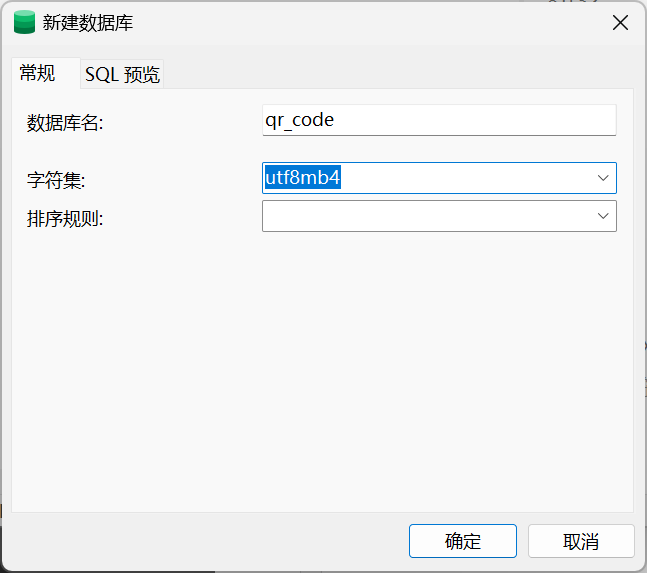 新建数据库
常规
SQL 预览
数据库名:
qr_code
字符集:
utf8mb4
排序规则:
确定
取消